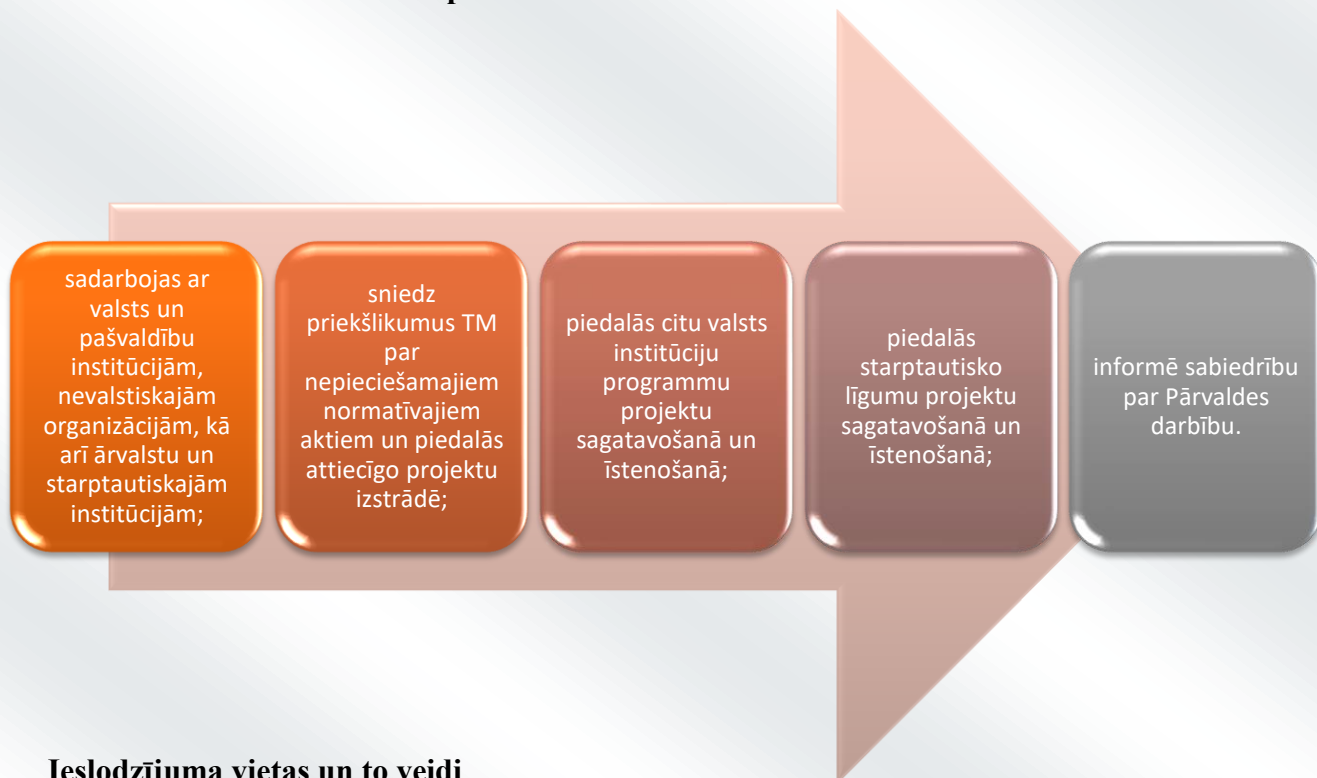 sadarbojas ar
valsts un
pašvaldību
institūcijām,
nevalstiskajām
organizācijām, kā
arī ārvalstu un
starptautiskajām
institūcijām;
sniedz
priekšlikumus TM
par
nepieciešamajiem
normatīvajiem
aktiem un piedalās
attiecīgo projektu
izstrādē;
piedalās citu valsts
institūciju
programmu
projektu
sagatavošanā un
īstenošanā;
piedalās
starptautisko
līgumu projektu
sagatavošanā un
īstenošanā;
informē sabiedrību
par Pārvaldes
darbību.
Ieslodzījuma vietas un to veidi